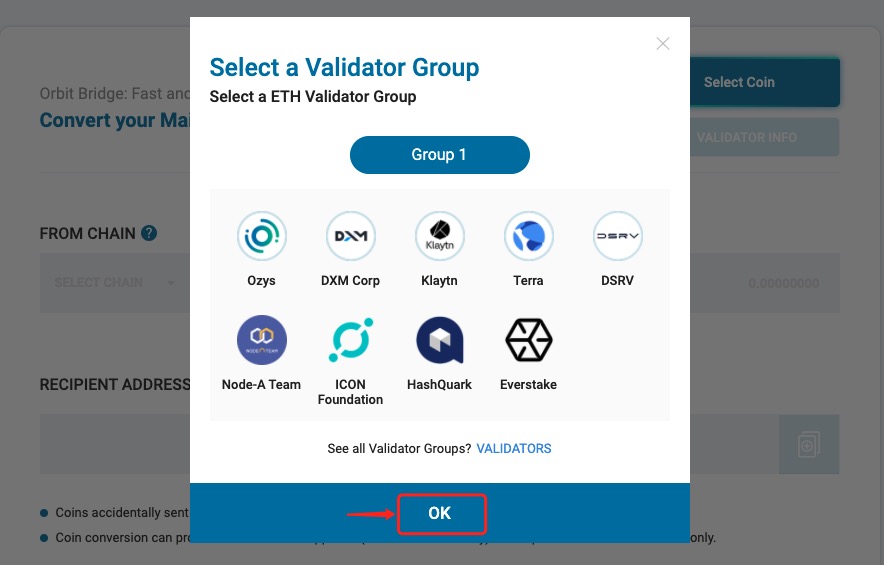 Select a Validator Group
Select a ETH Validator Group
Orbit Bridge: Fast and
Convert your Mai
Select Coin
VALIDATOR INFO
Group 1
FROM CHAIN ?
SELECT CHAIN
0.00000000
DXM
Klaytn
DSRV
Ozys
DXM Corp
Klaytn
Terra
DSRV
NODE A TEAM
Node-A Team
ICON
Foundation
HashQuark
Everstake
RECIPIENT ADDRESS
See all Validator Groups? VALIDATORS
OK
Coins accidentally sent
Coin conversion can pro
only.